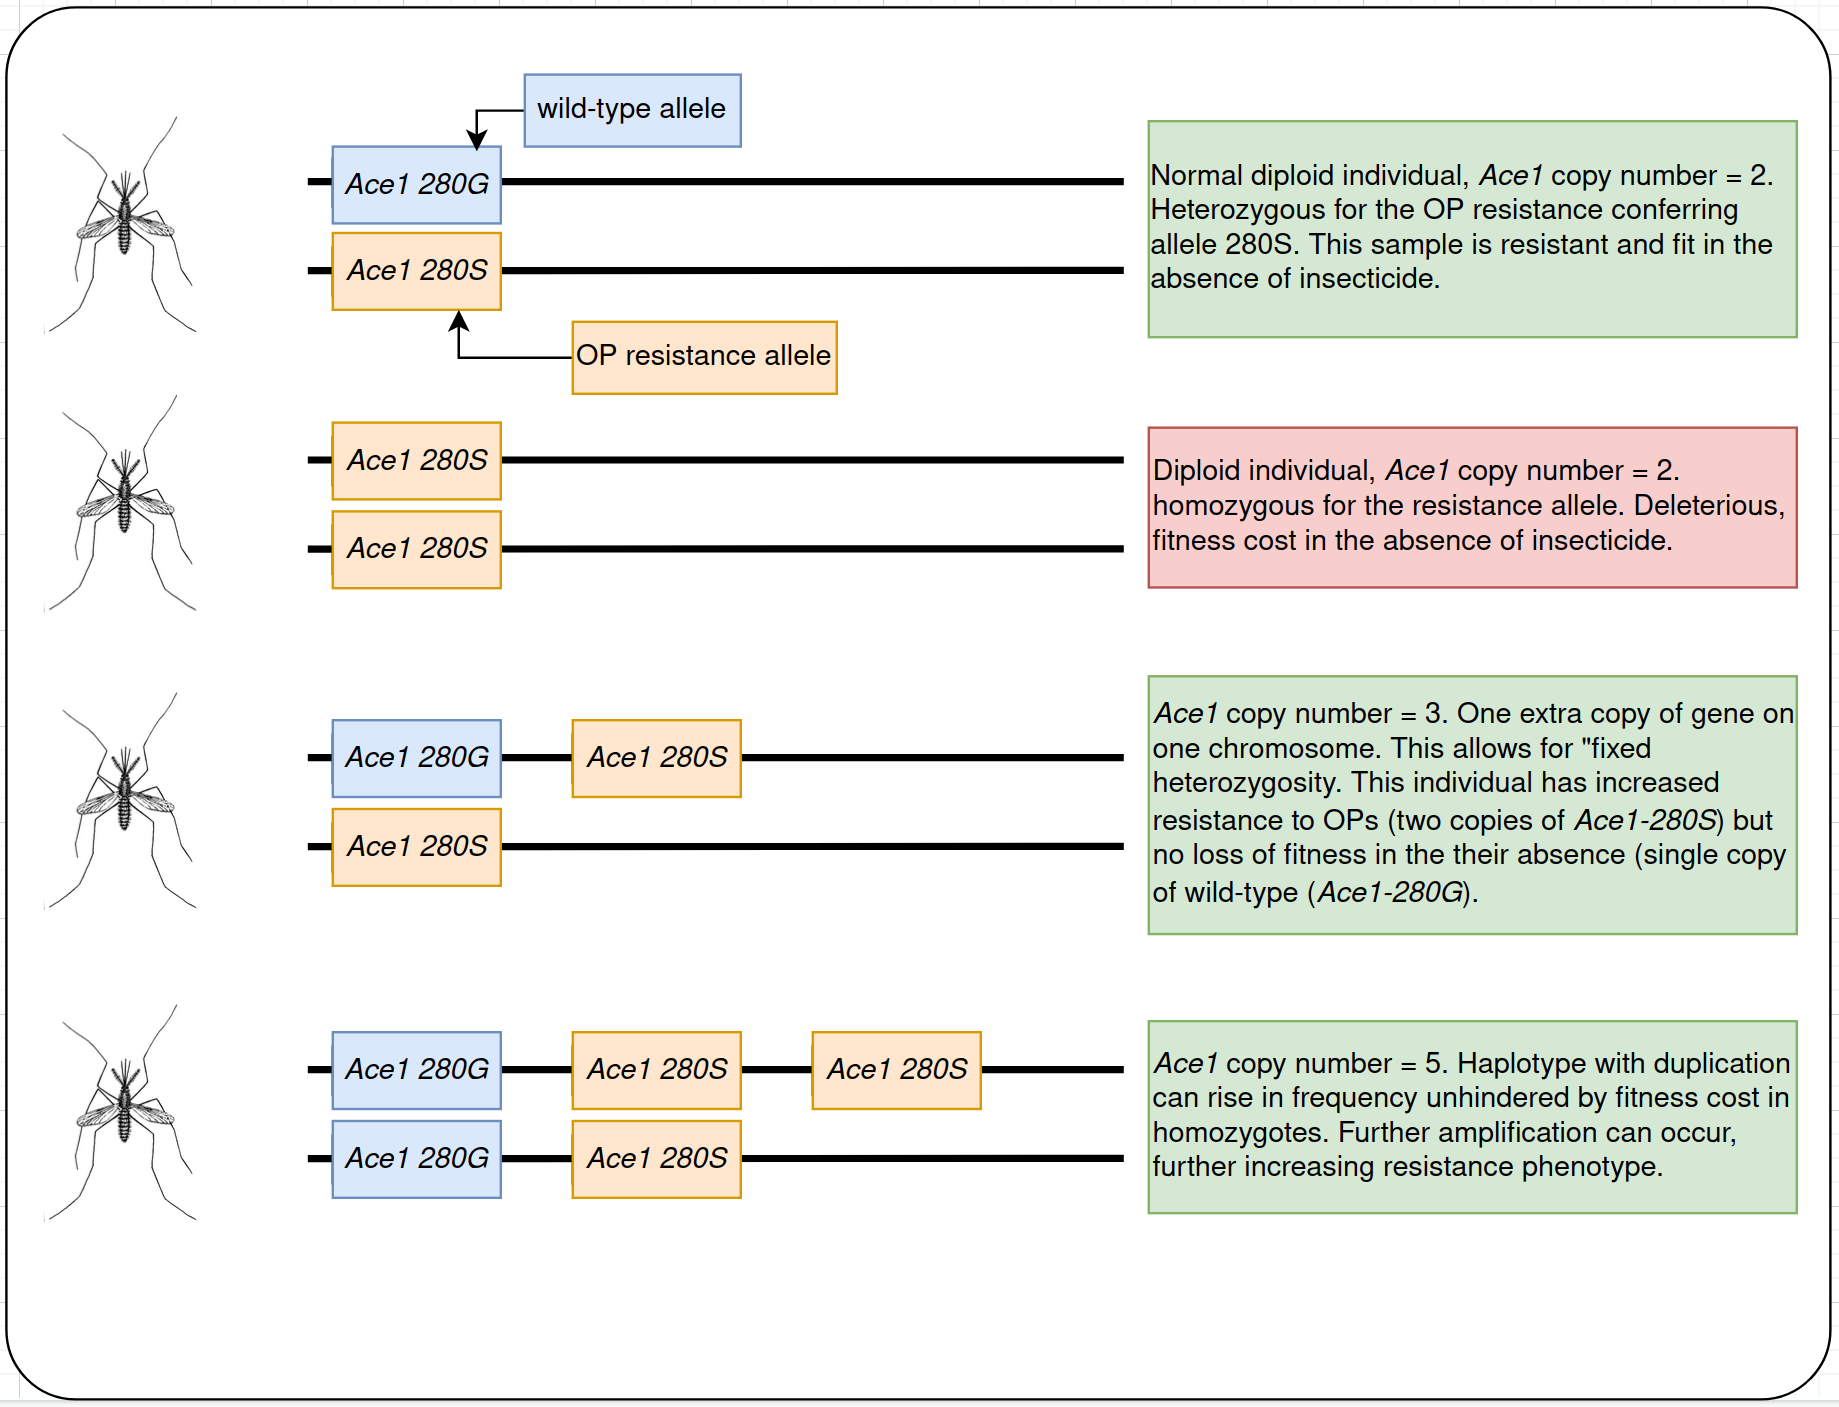 wild-type allele
Ace1 280G
Ace1 280S
OP resistance allele
Normal diploid individual, Ace1 copy number = 2.
Heterozygous for the OP resistance conferring
allele 280S. This sample is resistant and fit in the
absence of insecticide.
Ace1 280S
Ace1 280S
Diploid individual, Ace1 copy number = 2.
homozygous for the resistance allele. Deleterious,
fitness cost in the absence of insecticide.
Ace1 280G
Ace1 280S
Ace1 280S
Ace1 copy number = 3. One extra copy of gene on
one chromosome. This allows for "fixed
heterozygosity. This individual has increased
resistance to OPs (two copies of Ace1-280S) but
no loss of fitness in the their absence (single copy
of wild-type (Ace1-280G).
Ace1 280G
Ace1 280S
Ace1 280S
Ace1 280G
Ace1 280S
Ace1 copy number = 5. Haplotype with duplication
can rise in frequency unhindered by fitness cost in
homozygotes. Further amplification can occur,
further increasing resistance phenotype.